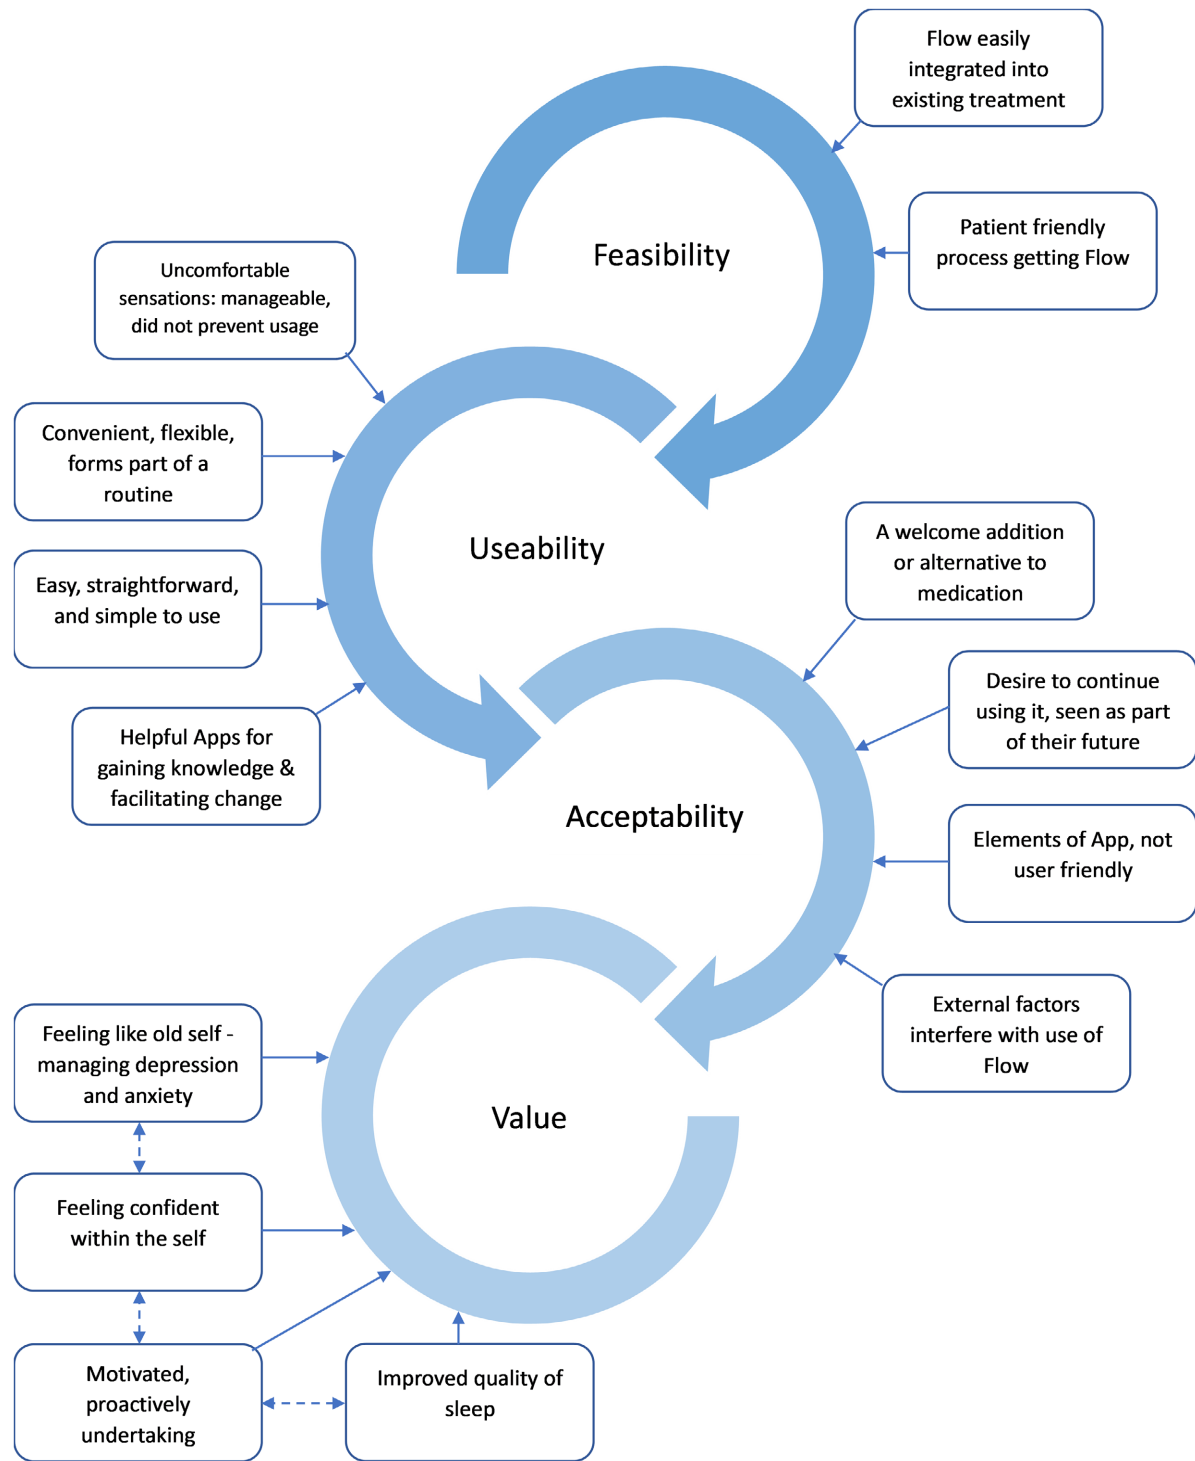 Flow easily
integrated into
existing treatment
Feasibility
Patient friendly
process getting Flow
Uncomfortable
sensations: manageable,
did not prevent usage
Convenient, flexible,
forms part of a
routine
Useability
Easy, straightforward,
and simple to use
Helpful Apps for
gaining knowledge &
facilitating change
A welcome addition
or alternative to
medication
Desire to continue
using it, seen as part
of their future
Acceptability
Elements of App, not
user friendly
External factors
interfere with use of
Flow
Feeling like old self -
managing depression
and anxiety
Value
Feeling confident
within the self
Motivated,
proactively
undertaking
Improved quality of
sleep